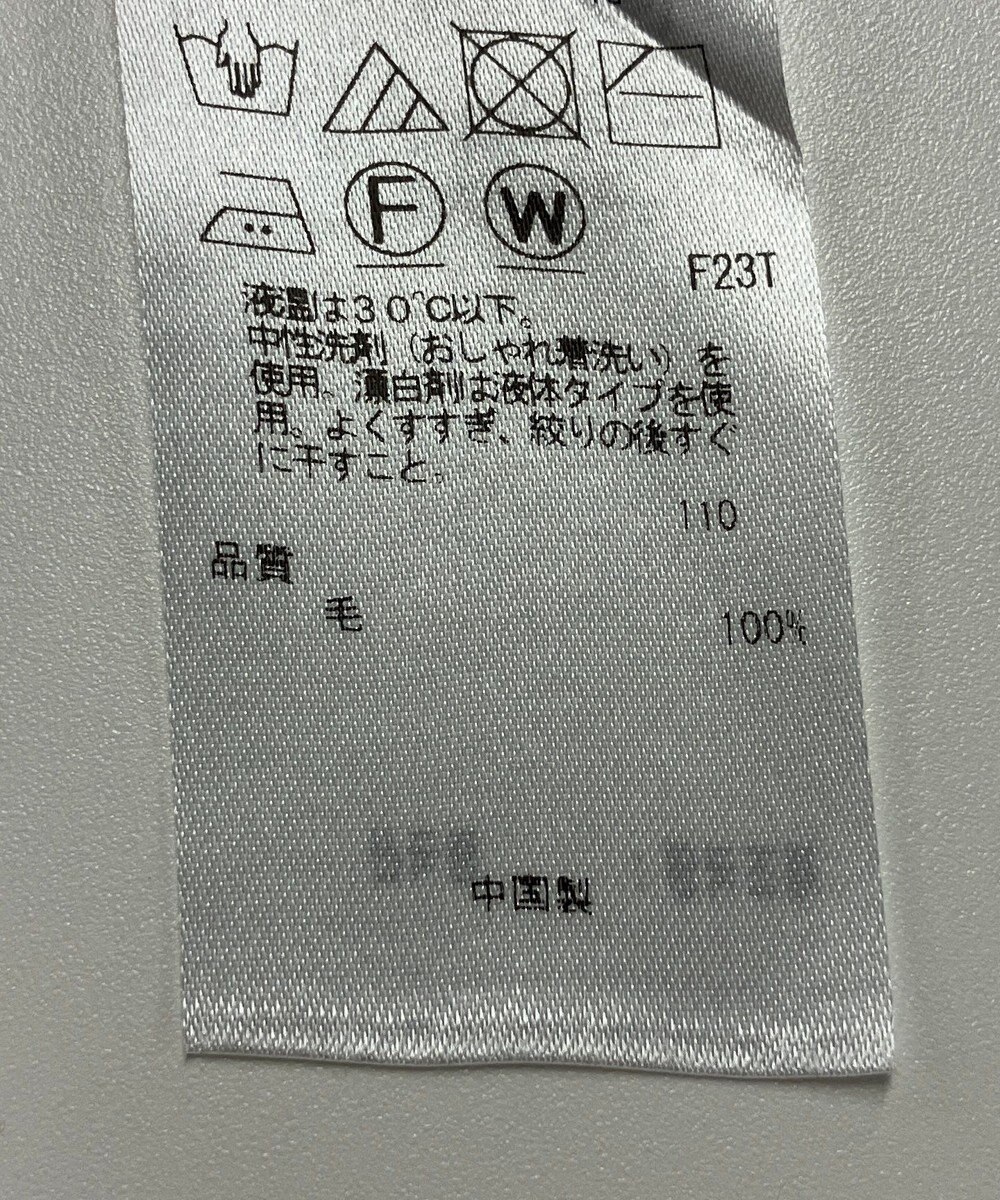 F
W
F23T
液温は30℃以下。
中性洗剤(おしゃれ着洗い)を
使用。漂白剤は液体タイプを使
用。よくすすぎ、絞りの後すぐ
に干すこと。
110
品質
毛 100%
中国製